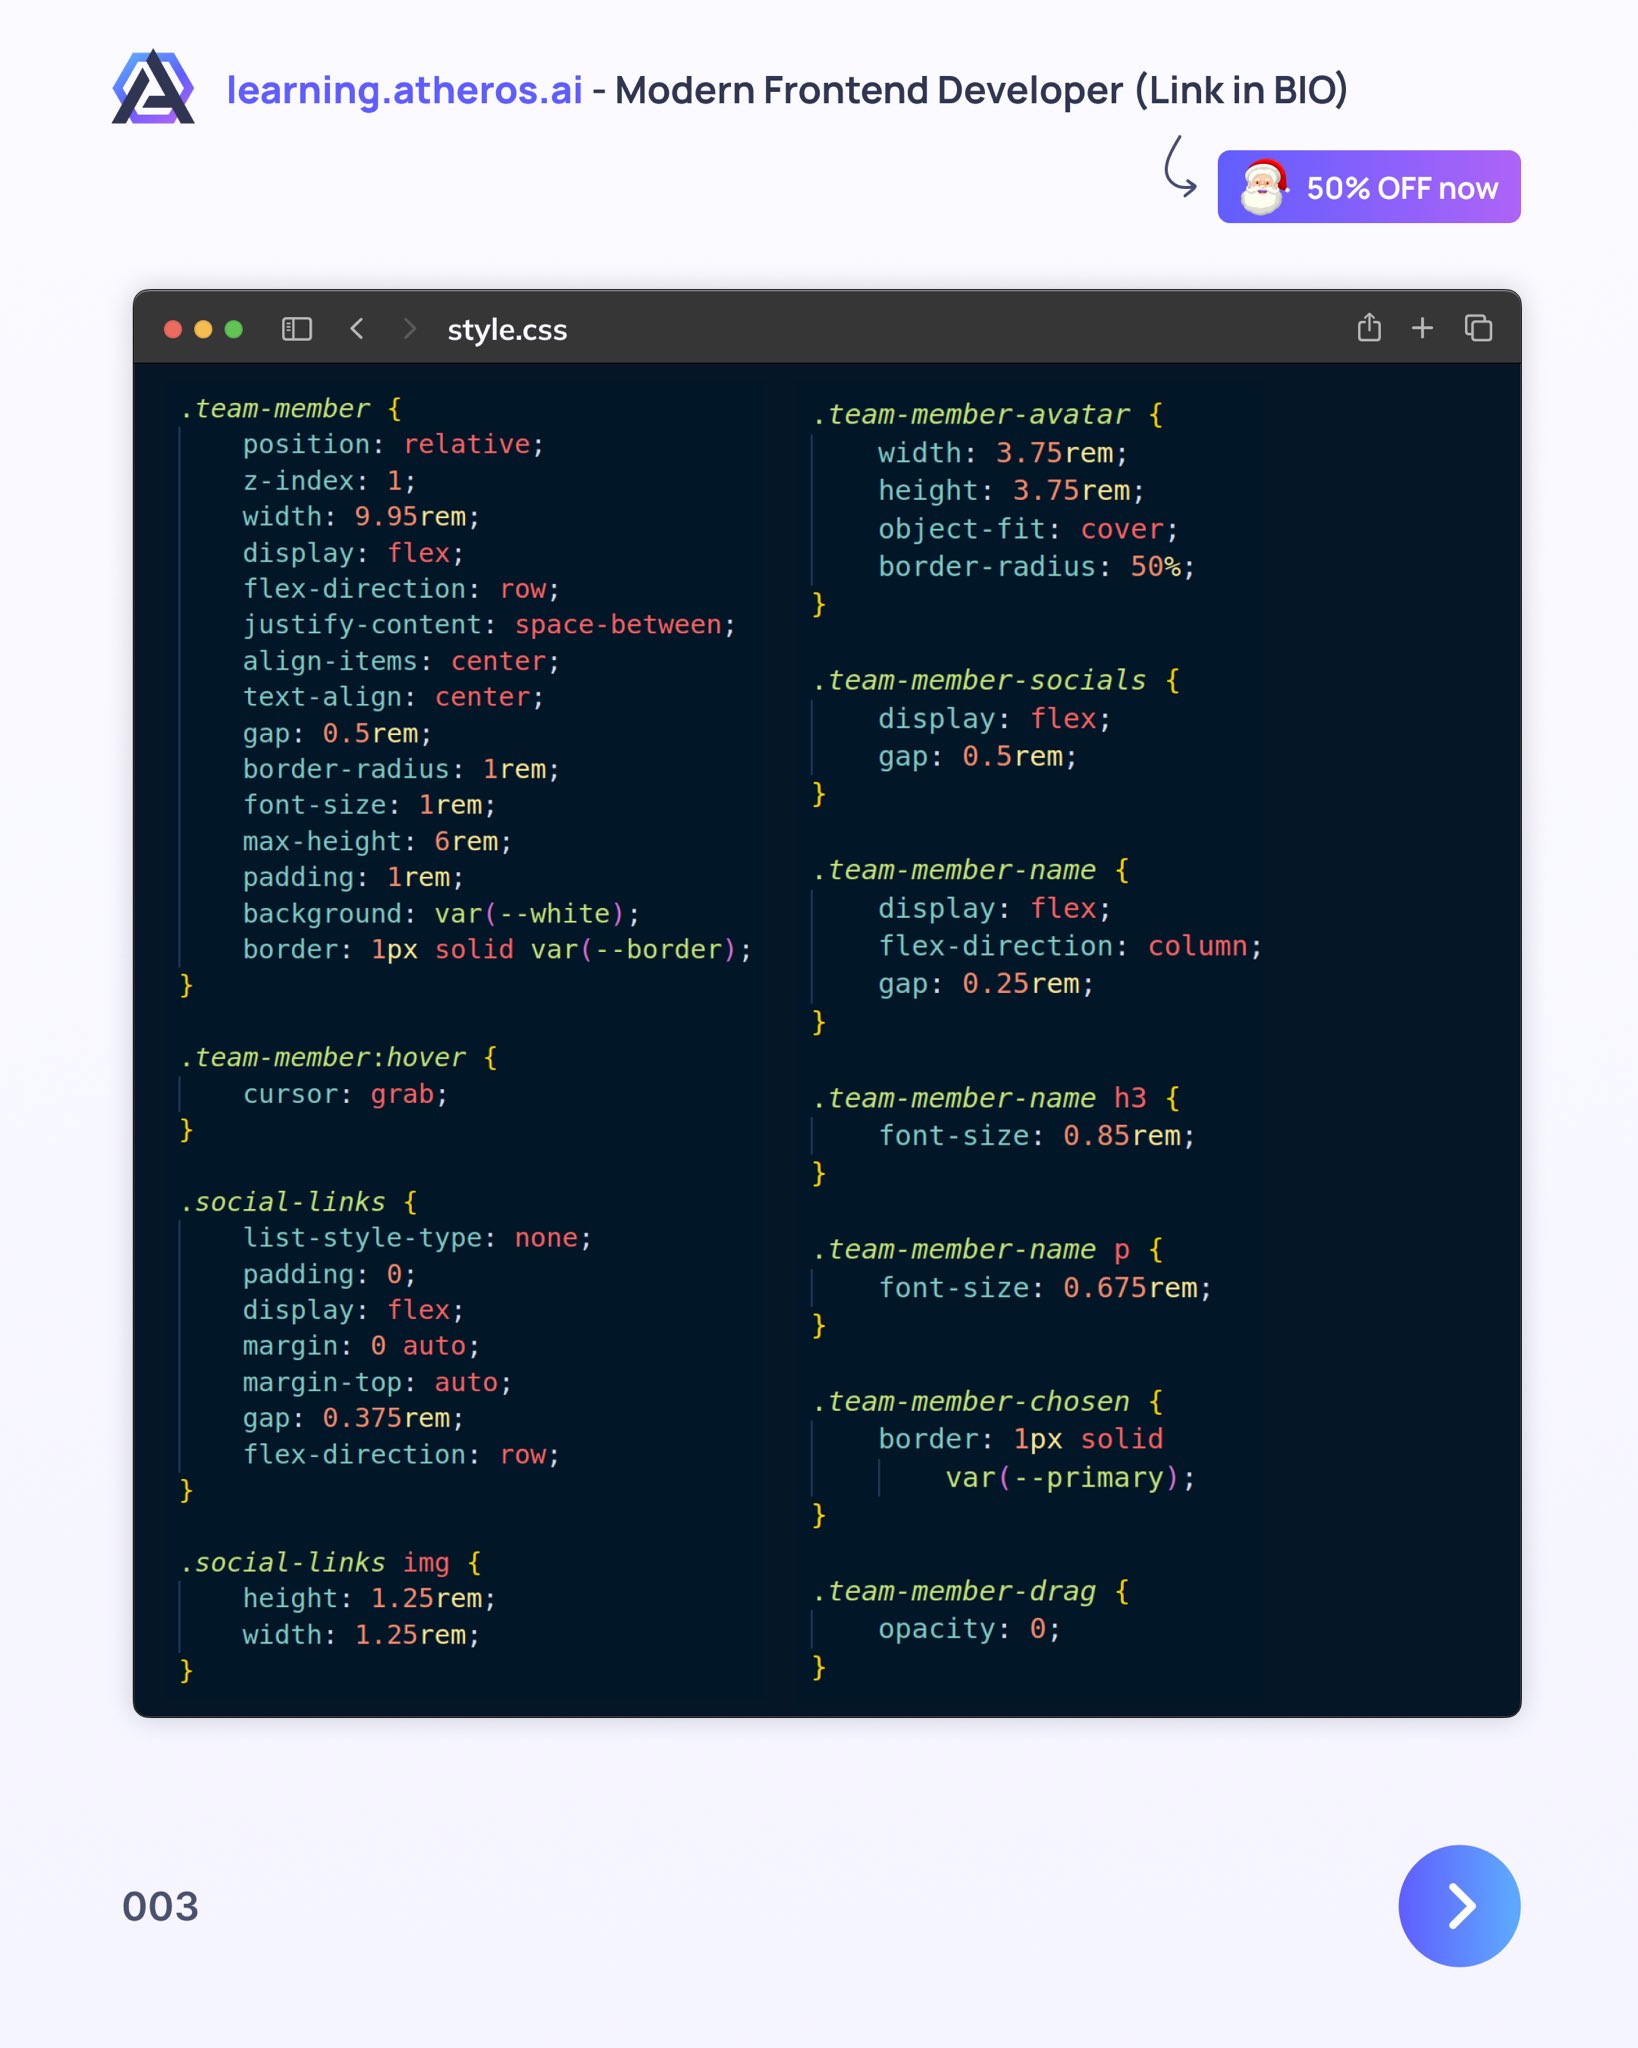 learning.atheros.ai - Modern Frontend Developer (Link in BIO)
50% OFF now
style.css
.team-member {
    position: relative;
    z-index: 1;
    width: 9.95rem;
    display: flex;
    flex-direction: row;
    justify-content: space-between;
    align-items: center;
    text-align: center;
    gap: 0.5rem;
    border-radius: 1rem;
    font-size: 1rem;
    max-height: 6rem;
    padding: 1rem;
    background: var(--white);
    border: 1px solid var(--border);
}
.team-member:hover {
    cursor: grab;
}
.social-links {
    list-style-type: none;
    padding: 0;
    display: flex;
    margin: 0 auto;
    margin-top: auto;
    gap: 0.375rem;
    flex-direction: row;
}
.social-links img {
    height: 1.25rem;
    width: 1.25rem;
}
.team-member-avatar {
    width: 3.75rem;
    height: 3.75rem;
    object-fit: cover;
    border-radius: 50%;
}
.team-member-socials {
    display: flex;
    gap: 0.5rem;
}
.team-member-name {
    display: flex;
    flex-direction: column;
    gap: 0.25rem;
}
.team-member-name h3 {
    font-size: 0.85rem;
}
.team-member-name p {
    font-size: 0.675rem;
}
.team-member-chosen {
    border: 1px solid
        var(--primary);
}
.team-member-drag {
    opacity: 0;
}
003